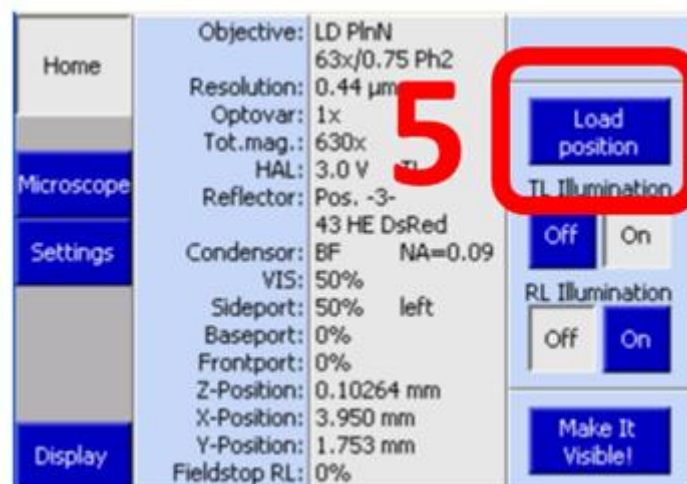 Home
Microscope
Settings
Display
Objective: LD PlnN
63x/0.75 Ph2
Resolution: 0.44 µm
Optovar: 1x
Tot.mag.: 630x
HAL: 3.0 V
Reflector: Pos. -3-
43 HE DsRed
Condensor: BF NA=0.09
VIS: 50%
Sideport: 50% left
Baseport: 0%
Frontport: 0%
Z-Position: 0.10264 mm
X-Position: 3.950 mm
Y-Position: 1.753 mm
Fieldstop RL: 0%
5
Load
position
TL Illumination
Off On
RL Illumination
Off On
Make It
Visible!